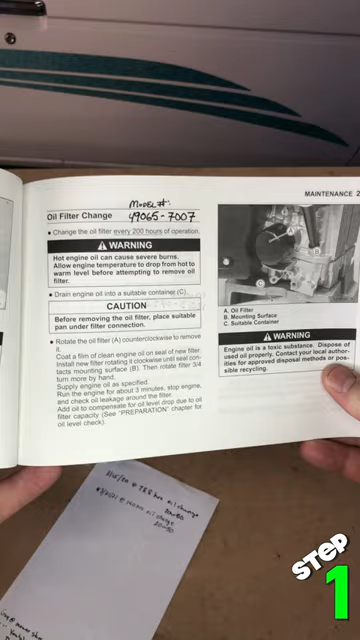 MAINTENANCE 2
MODEL #:
Oil Filter Change 49065-7007
• Change the oil filter every 200 hours of operation.
WARNING
Hot engine oil can cause severe burns.
Allow engine temperature to drop from hot to
warm level before attempting to remove oil
filter.
• Drain engine oil into a suitable container (C).
CAUTION
Before removing the oil filter, place suitable
pan under filter connection.
• Rotate the oil filter (A) counterclockwise to remove
it.
Coat a film of clean engine oil on seal of new filter.
Install new filter rotating it clockwise until seal con-
tacts mounting surface (B). Then rotate filter 3/4
turn more by hand.
Supply engine oil as specified.
Run the engine for about 3 minutes, stop engine,
and check oil leakage around the filter.
Add oil to compensate for oil level drop due to oil
filter capacity (See "PREPARATION" chapter for
oil level check).
B
C
A. Oil Filter
B. Mounting Surface
C. Suitable Container
WARNING
Engine oil is a toxic substance. Dispose of
used oil properly. Contact your local author-
ities for approved disposal methods or pos-
sible recycling.
oil change
oil change
20-50
STEP
1